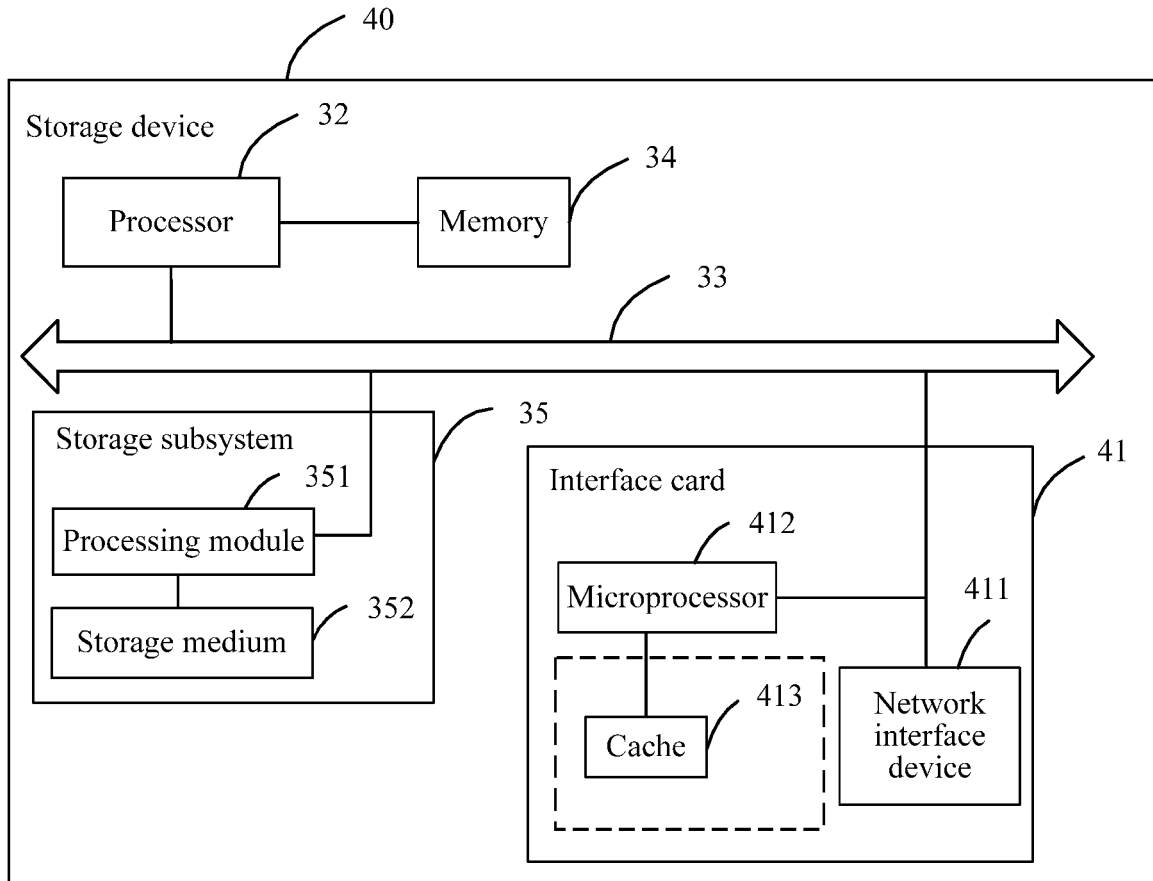 40
Storage device
32
34
Processor
Memory
33
35
Storage subsystem
351
Processing module
352
Storage medium
41
Interface card
412
Microprocessor
411
413
Cache
Network
interface
device